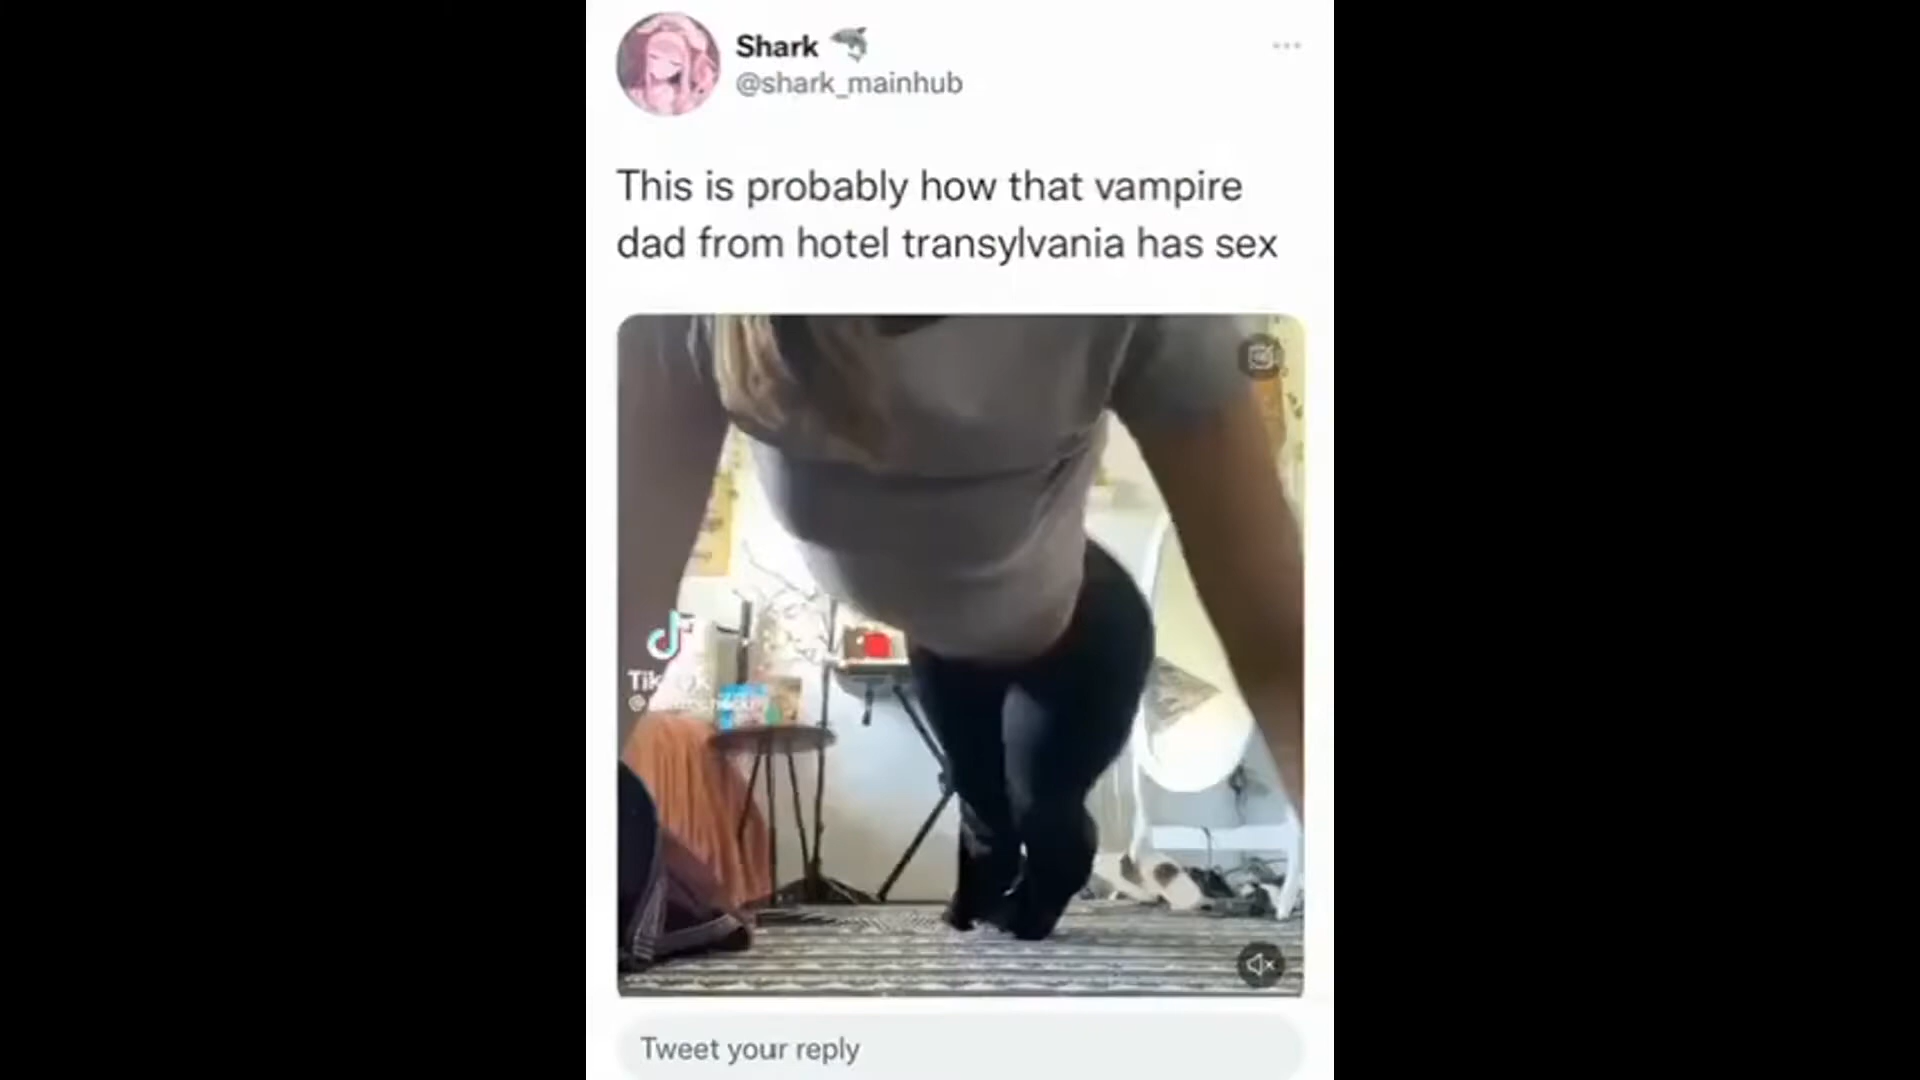 Shark
@shark_mainhub
This is probably how that vampire
dad from hotel transylvania has sex
Tweet your reply